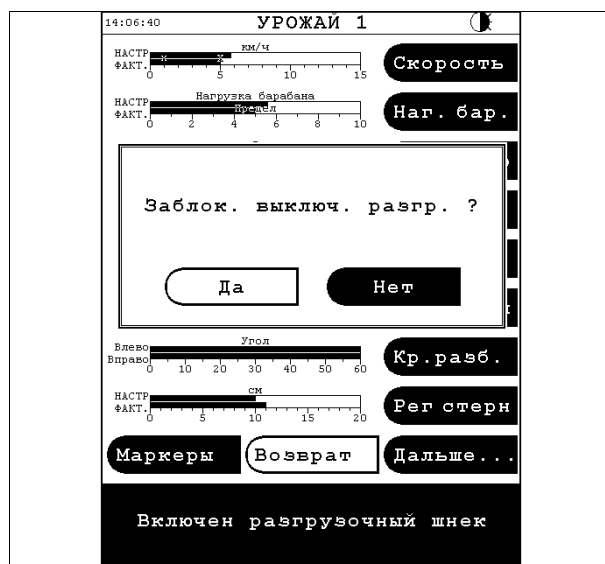 14:06:40 УРОЖАЙ 1
км/ч
НАСТР
ФАКТ.
0 5 10 15
Скорость
Нагрузка барабана
НАСТР
Предел
ФАКТ.
0 2 4 6 8 10
Наг. бар.
Заблок. выключ. разгр. ?
Да Нет
Угол
Влево
Вправо
0 10 20 30 40 50 60
Кр.разб.
см
НАСТР
ФАКТ.
0 5 10 15 20
Рег стерн
Маркеры Возврат Дальше...
Включен разгрузочный шнек